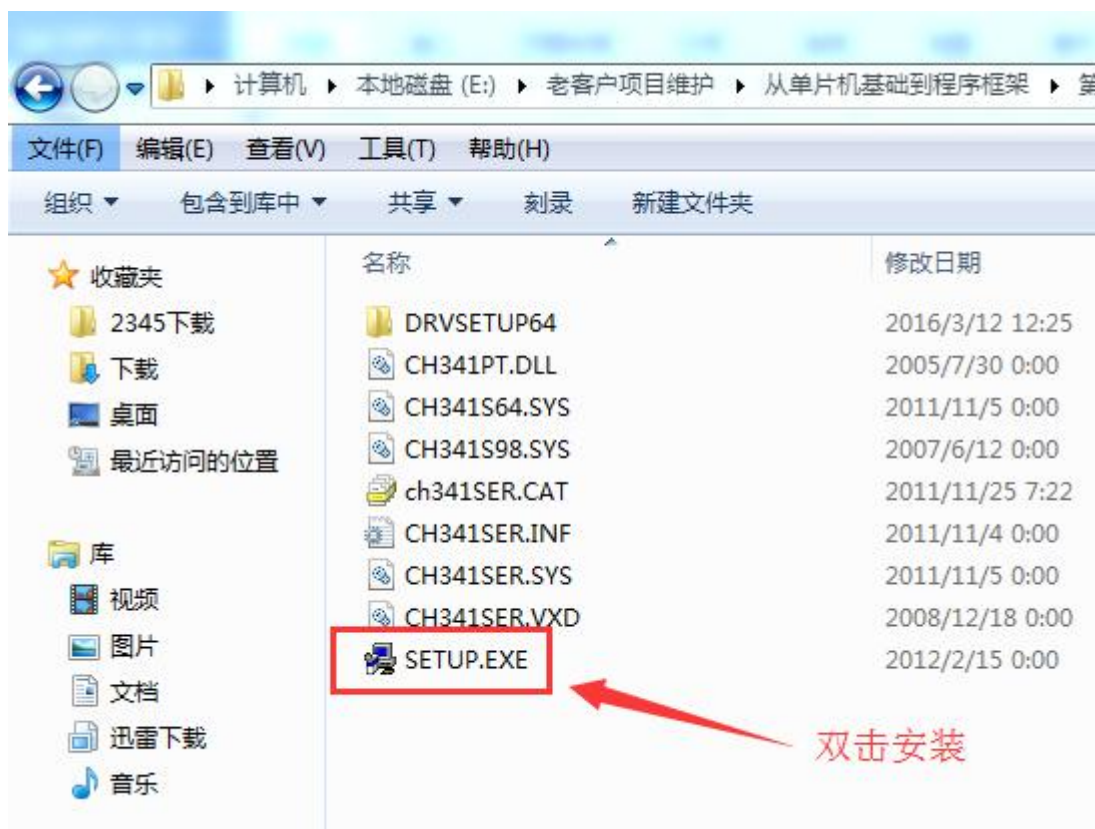 计算机 ▸ 本地磁盘 (E:) ▸ 老客户项目维护 ▸ 从单片机基础到程序框架 ▸
文件(F) 编辑(E) 查看(V) 工具(T) 帮助(H)
组织 包含到库中 共享 刻录 新建文件夹
名称 修改日期
收藏夹
2345下载
下载
桌面
最近访问的位置
库
视频
图片
文档
迅雷下载
音乐
DRVSETUP64 2016/3/12 12:25
CH341PT.DLL 2005/7/30 0:00
CH341S64.SYS 2011/11/5 0:00
CH341S98.SYS 2007/6/12 0:00
ch341SER.CAT 2011/11/25 7:22
CH341SER.INF 2011/11/4 0:00
CH341SER.SYS 2011/11/5 0:00
CH341SER.VXD 2008/12/18 0:00
SETUP.EXE 2012/2/15 0:00
双击安装